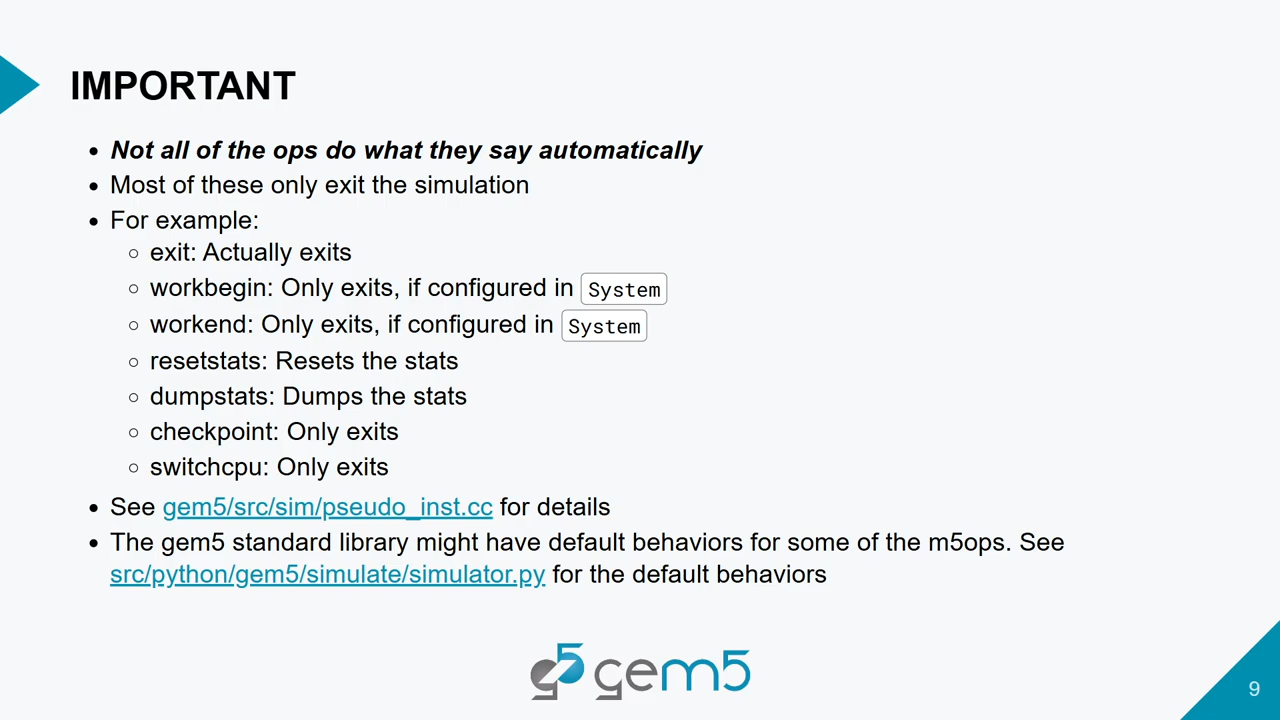 IMPORTANT
Not all of the ops do what they say automatically
Most of these only exit the simulation
For example:
exit: Actually exits
workbegin: Only exits, if configured in System
workend: Only exits, if configured in System
resetstats: Resets the stats
dumpstats: Dumps the stats
checkpoint: Only exits
switchcpu: Only exits
See gem5/src/sim/pseudo_inst.cc for details
The gem5 standard library might have default behaviors for some of the m5ops. See
src/python/gem5/simulate/simulator.py for the default behaviors
g5 gem5
9